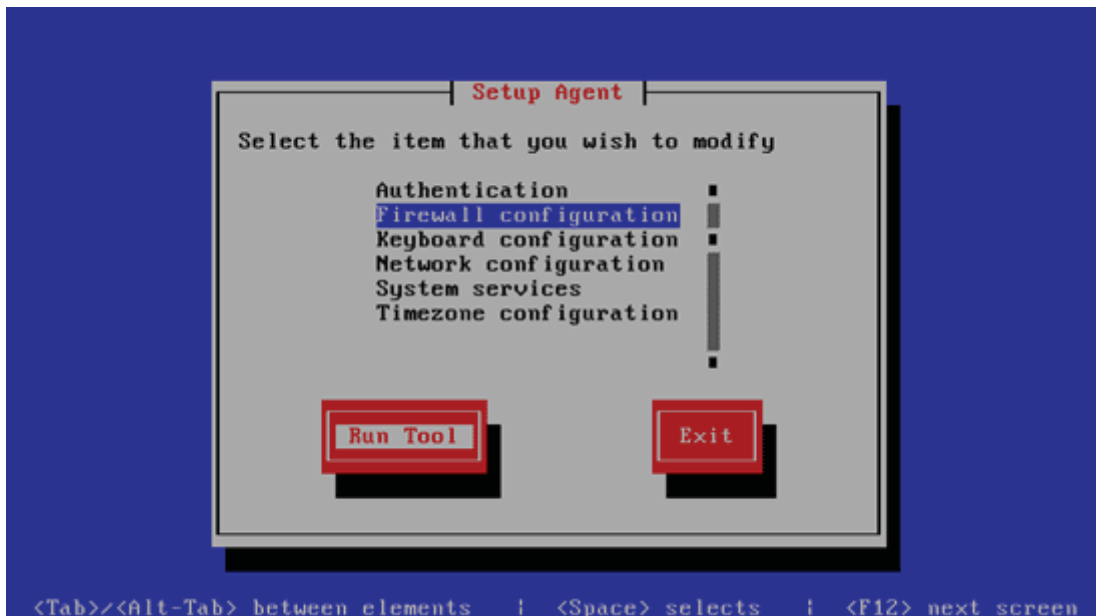 Setup Agent
Select the item that you wish to modify
Authentication
Firewall configuration
Keyboard configuration
Network configuration
System services
Timezone configuration
Run Tool Exit
<Tab>/<Alt-Tab> between elements | <Space> selects | <F12> next screen